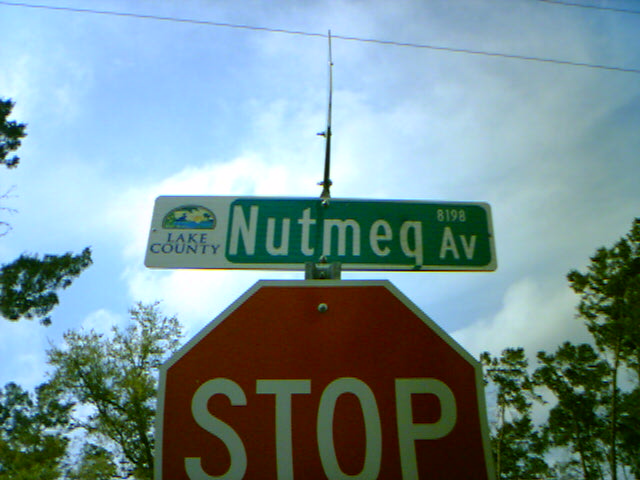 LAKE
COUNTY
Nutmeg
8198
Av
STOP